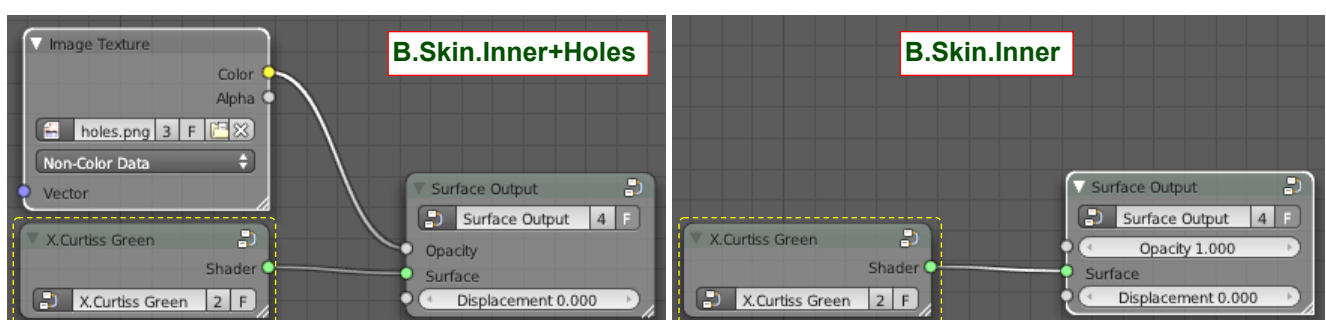 Image Texture
B.Skin.Inner+Holes
Color
Alpha
holes.png 3 F
Non-Color Data
Vector
Surface Output
Surface Output 4 F
X.Curtiss Green
Opacity
Shader
Surface
X.Curtiss Green 2 F
Displacement 0.000
B.Skin.Inner
Surface Output
Surface Output 4 F
X.Curtiss Green
Opacity 1.000
Shader
Surface
X.Curtiss Green 2 F
Displacement 0.000